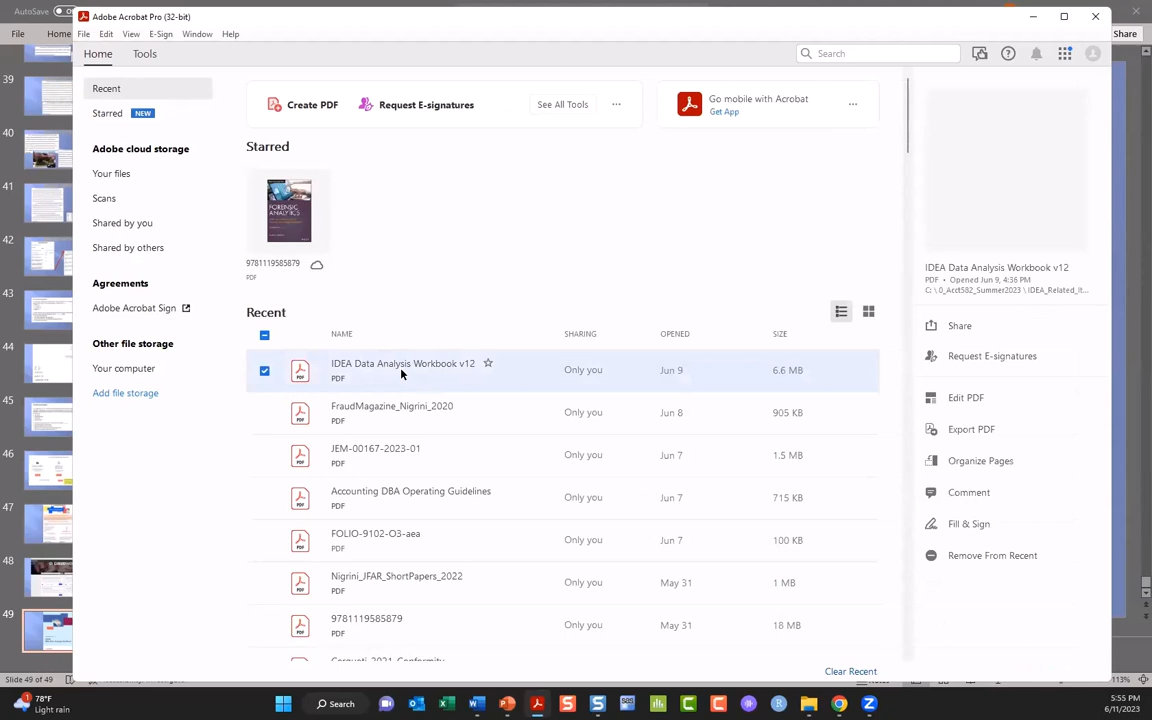 AutoSave
Adobe Acrobat Pro (32-bit)
File Home
File Edit View E-Sign Window Help
Share
Home Tools
Search
Recent
Starred NEW
Adobe cloud storage
Your files
Scans
Shared by you
Shared by others
Agreements
Adobe Acrobat Sign
Other file storage
Your computer
Add file storage
Create PDF Request E-signatures See All Tools ...
Go mobile with Acrobat ...
Get App
Starred
FORENSIC
ANALYTICS
9781119585879
PDF
Recent
NAME SHARING OPENED SIZE
IDEA Data Analysis Workbook v12 Only you Jun 9 6.6 MB
PDF
FraudMagazine_Nigrini_2020 Only you Jun 8 905 KB
PDF
JEM-00167-2023-01 Only you Jun 7 1.5 MB
PDF
Accounting DBA Operating Guidelines Only you Jun 7 715 KB
PDF
FOLIO-9102-O3-aea Only you Jun 7 100 KB
PDF
Nigrini_JFAR_ShortPapers_2022 Only you May 31 1 MB
PDF
9781119585879 Only you May 31 18 MB
PDF
Clear Recent
IDEA Data Analysis Workbook v12
PDF • Opened Jun 9, 4:36 PM
C: \ 0_Acct582_Summer2023 \ IDEA_Related_It...
Share
Request E-signatures
Edit PDF
Export PDF
Organize Pages
Comment
Fill & Sign
Remove From Recent
39
40
41
42
43
44
45
46
47
48
49
Slide 49 of 49
113%
1
78°F
Light rain
Search
5:55 PM
6/11/2023